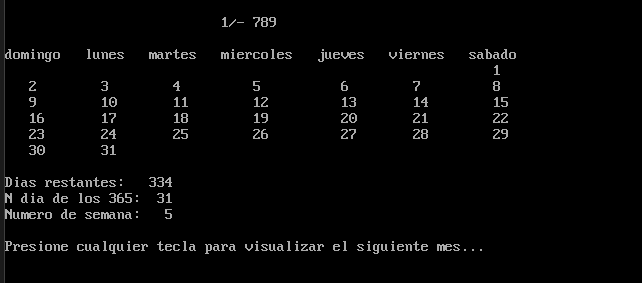 1/- 789
domingo lunes martes miercoles jueves viernes sabado
1
2 3 4 5 6 7 8
9 10 11 12 13 14 15
16 17 18 19 20 21 22
23 24 25 26 27 28 29
30 31
Dias restantes: 334
N dia de los 365: 31
Numero de semana: 5
Presione cualquier tecla para visualizar el siguiente mes...